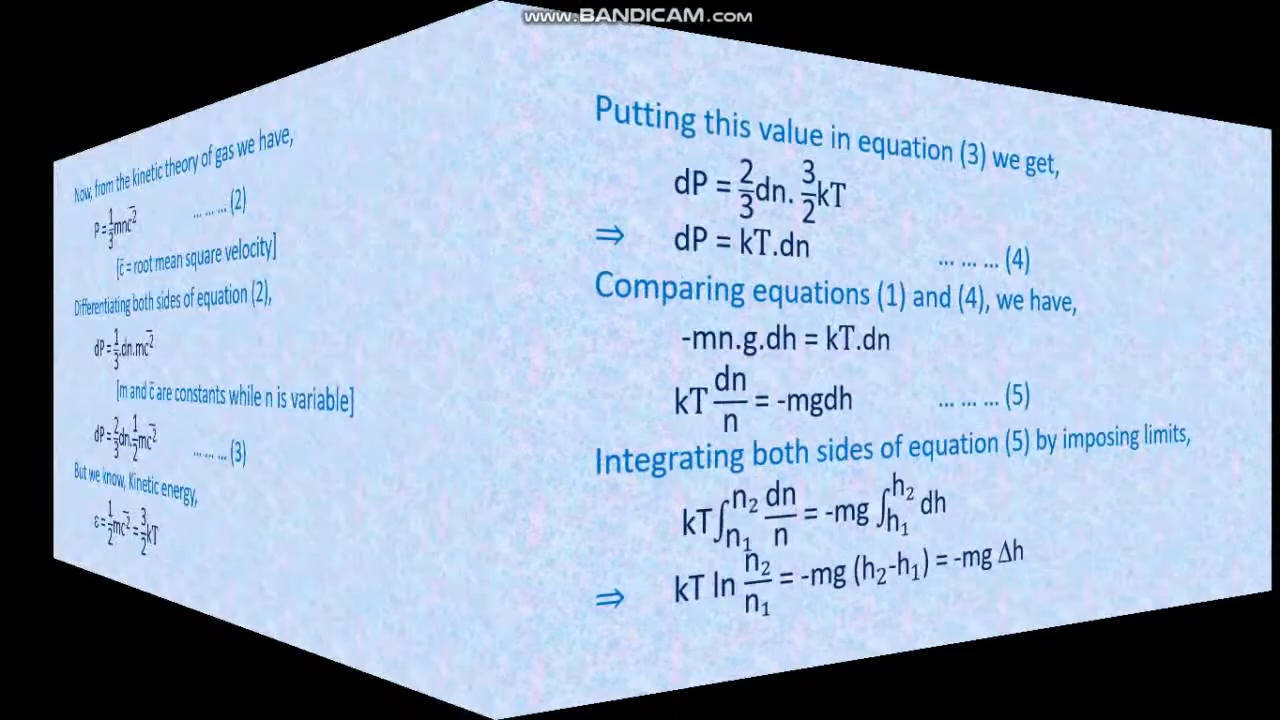 www.BANDICAM.com
Now, from the kinetic theory of gas we have,
P = 1/3 mnc̄² ... ... ... (2)
[c̄ = root mean square velocity]
Differentiating both sides of equation (2),
dP = 1/3.dn.mc̄²
[m and c̄ are constants while n is variable]
dP = 2/3 dn.1/2 mc̄² ... ... ... (3)
But we know, Kinetic energy,
ε = 1/2 mc̄² = 3/2 kT
Putting this value in equation (3) we get,
dP = 2/3 dn. 3/2 kT
⇒ dP = kT.dn ... ... ... (4)
Comparing equations (1) and (4), we have,
-mn.g.dh = kT.dn
kT dn/n = -mgdh ... ... ... (5)
Integrating both sides of equation (5) by imposing limits,
kT ∫n₁n₂ dn/n = -mg ∫h₁h₂ dh
⇒ kT ln n₂/n₁ = -mg (h₂-h₁) = -mg Δh